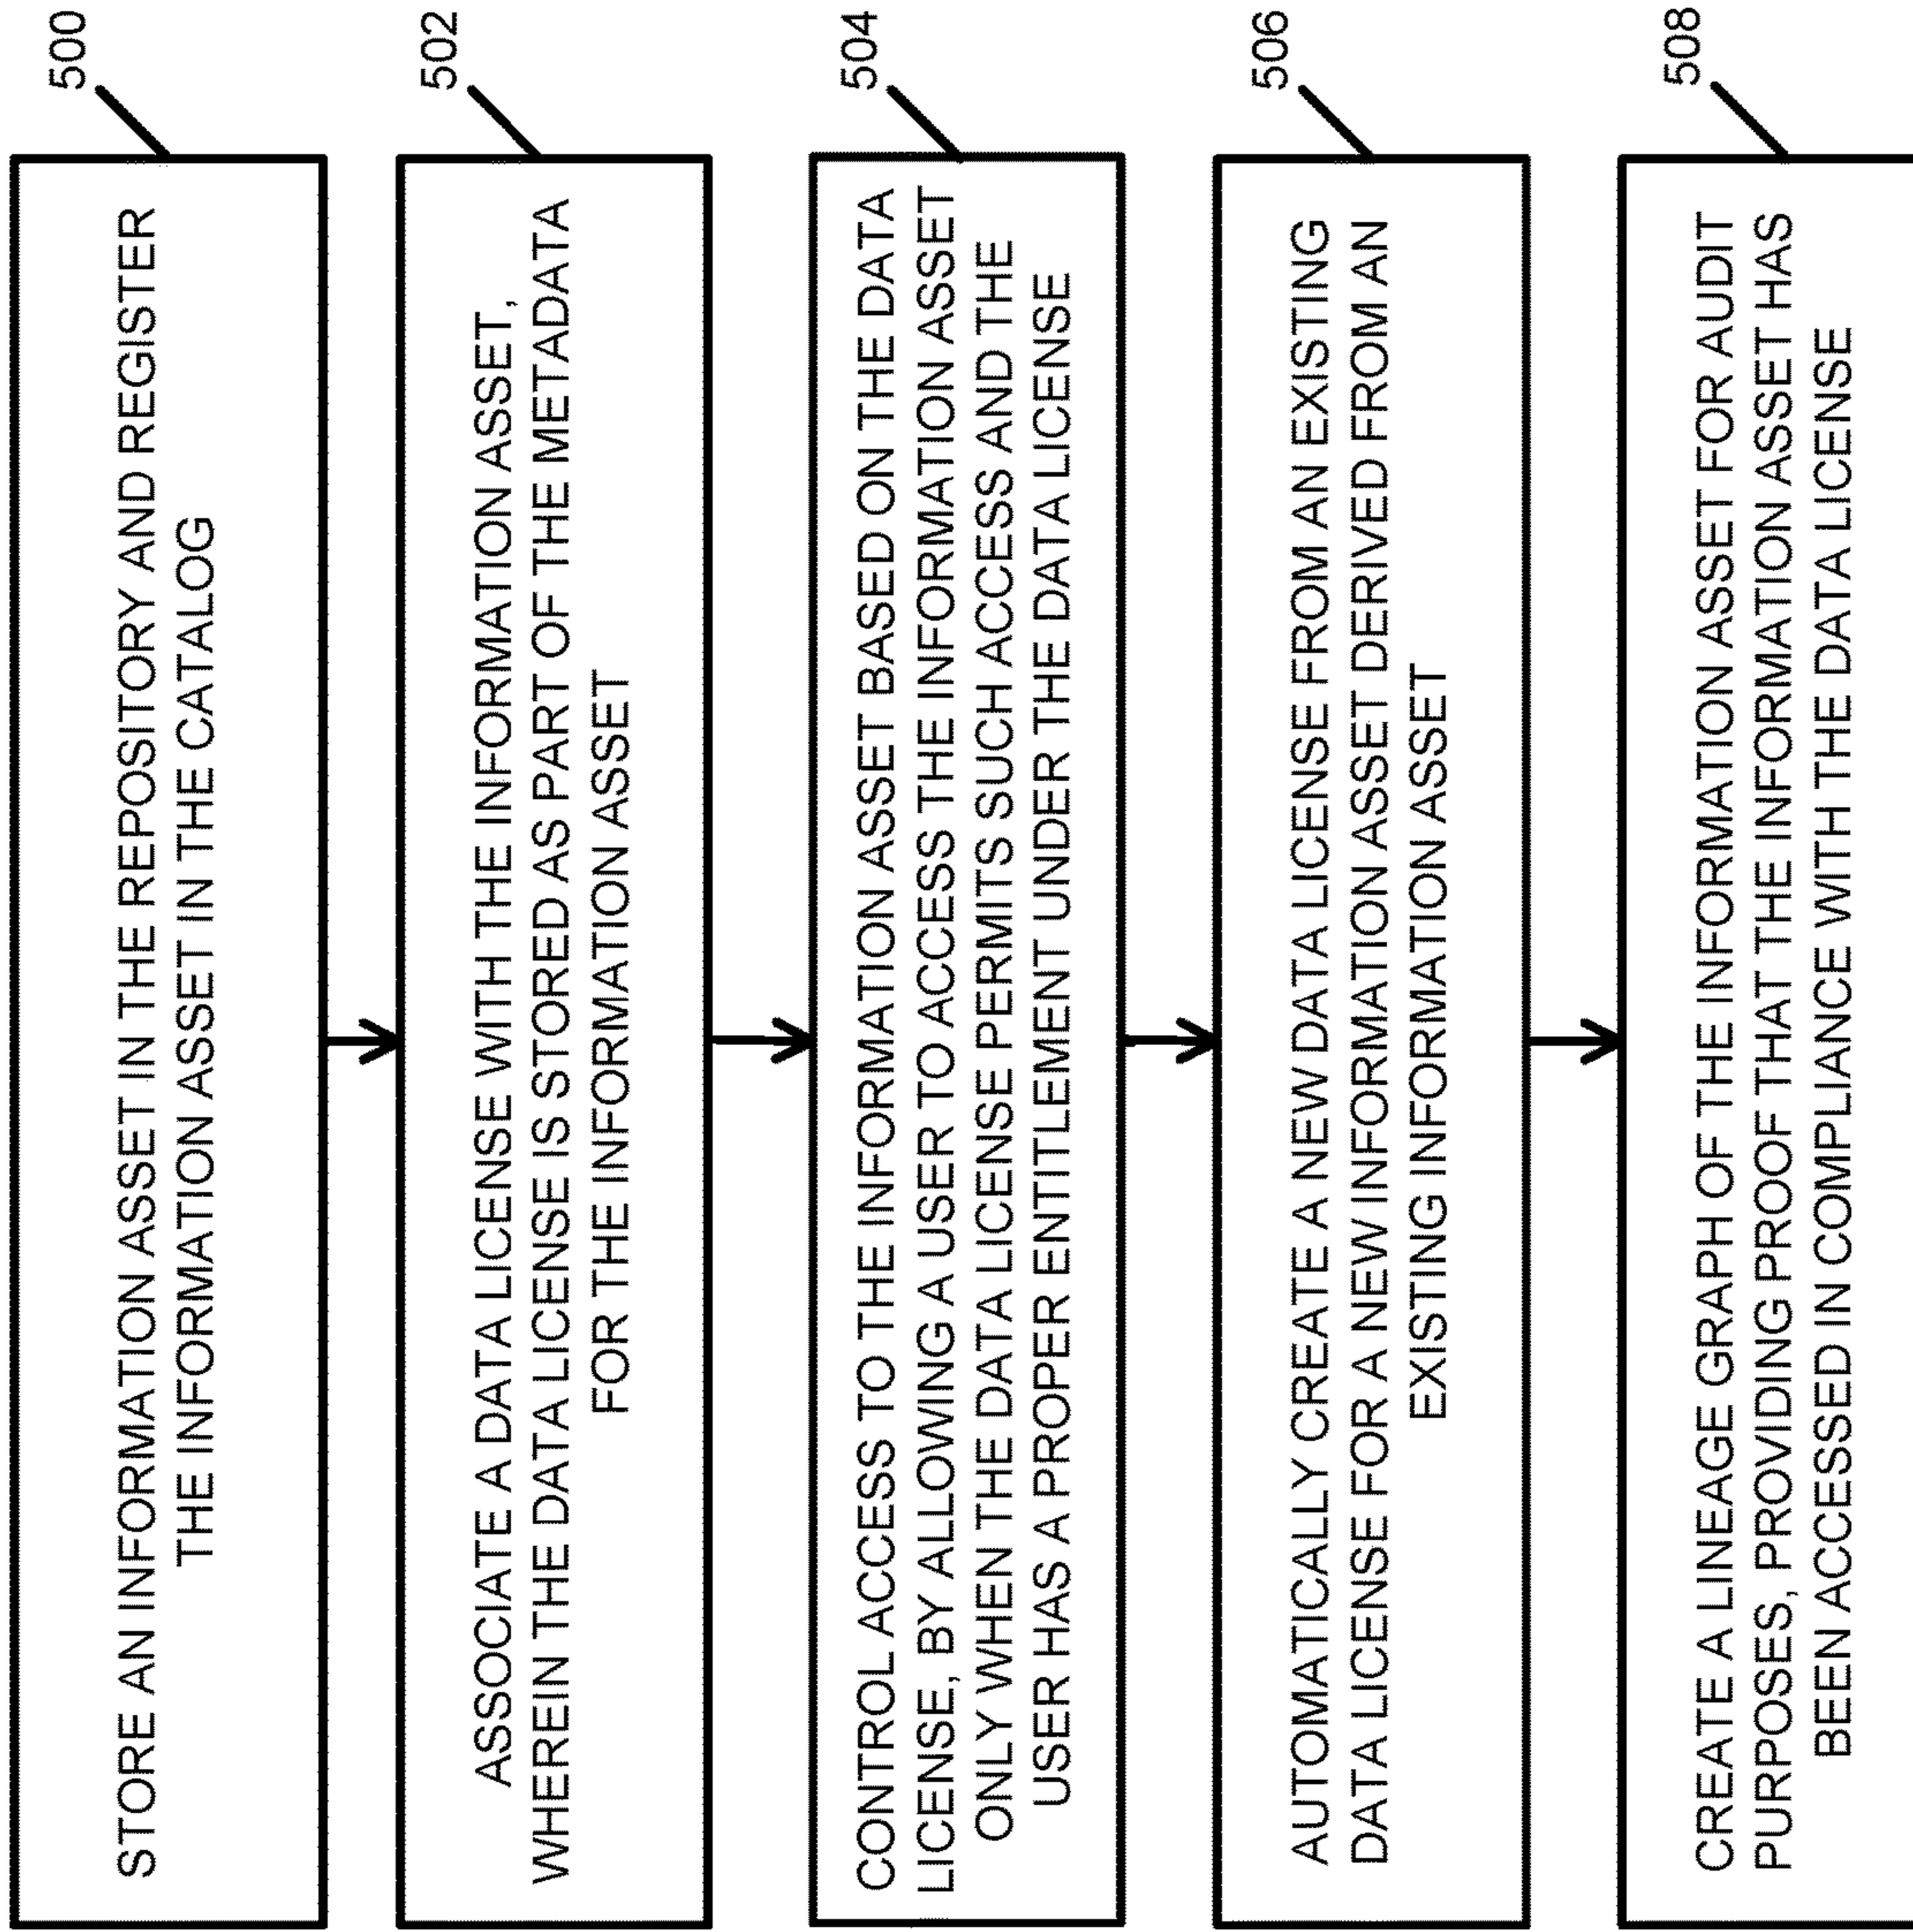 500
STORE AN INFORMATION ASSET IN THE REPOSITORY AND REGISTER
THE INFORMATION ASSET IN THE CATALOG
502
ASSOCIATE A DATA LICENSE WITH THE INFORMATION ASSET,
WHEREIN THE DATA LICENSE IS STORED AS PART OF THE METADATA
FOR THE INFORMATION ASSET
504
CONTROL ACCESS TO THE INFORMATION ASSET BASED ON THE DATA
LICENSE, BY ALLOWING A USER TO ACCESS THE INFORMATION ASSET
ONLY WHEN THE DATA LICENSE PERMITS SUCH ACCESS AND THE
USER HAS A PROPER ENTITLEMENT UNDER THE DATA LICENSE
506
AUTOMATICALLY CREATE A NEW DATA LICENSE FROM AN EXISTING
DATA LICENSE FOR A NEW INFORMATION ASSET DERIVED FROM AN
EXISTING INFORMATION ASSET
508
CREATE A LINEAGE GRAPH OF THE INFORMATION ASSET FOR AUDIT
PURPOSES, PROVIDING PROOF THAT THE INFORMATION ASSET HAS
BEEN ACCESSED IN COMPLIANCE WITH THE DATA LICENSE